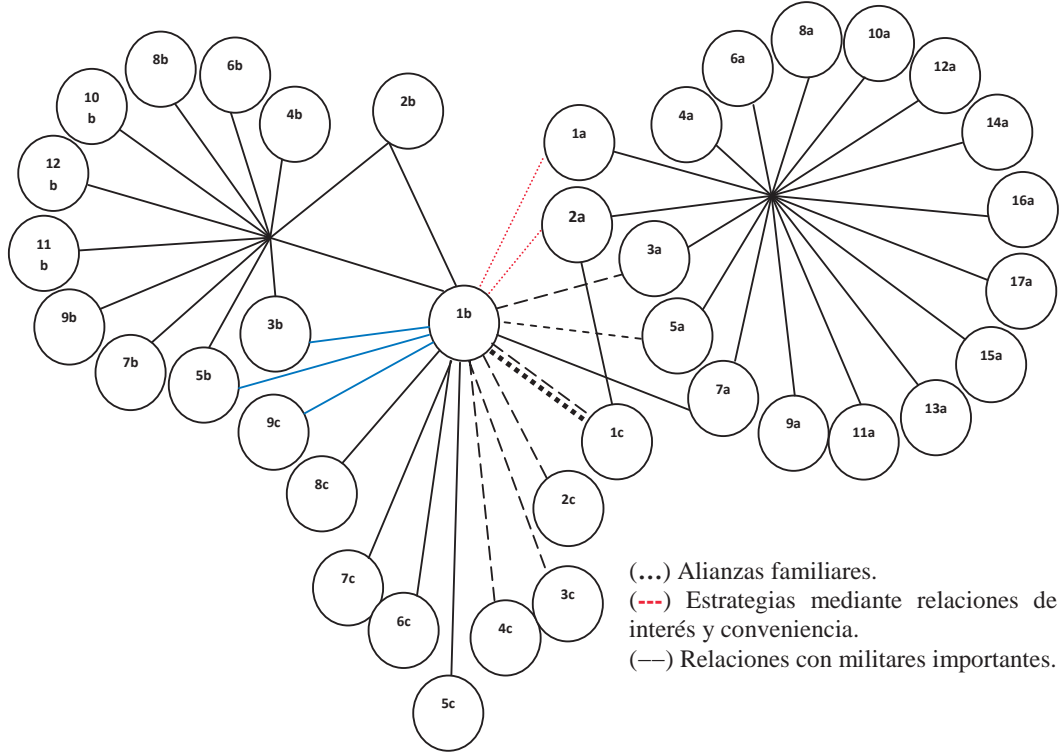 8b
6b
10
b
4b
2b
12
b
11
b
9b
7b
5b
3b
1b
8a
10a
6a
12a
4a
1a
14a
2a
16a
3a
17a
5a
15a
7a
13a
9a
11a
9c
1c
8c
2c
7c
3c
6c
4c
5c
(...) Alianzas familiares.
(---) Estrategias mediante relaciones de
interés y conveniencia.
(––) Relaciones con militares importantes.